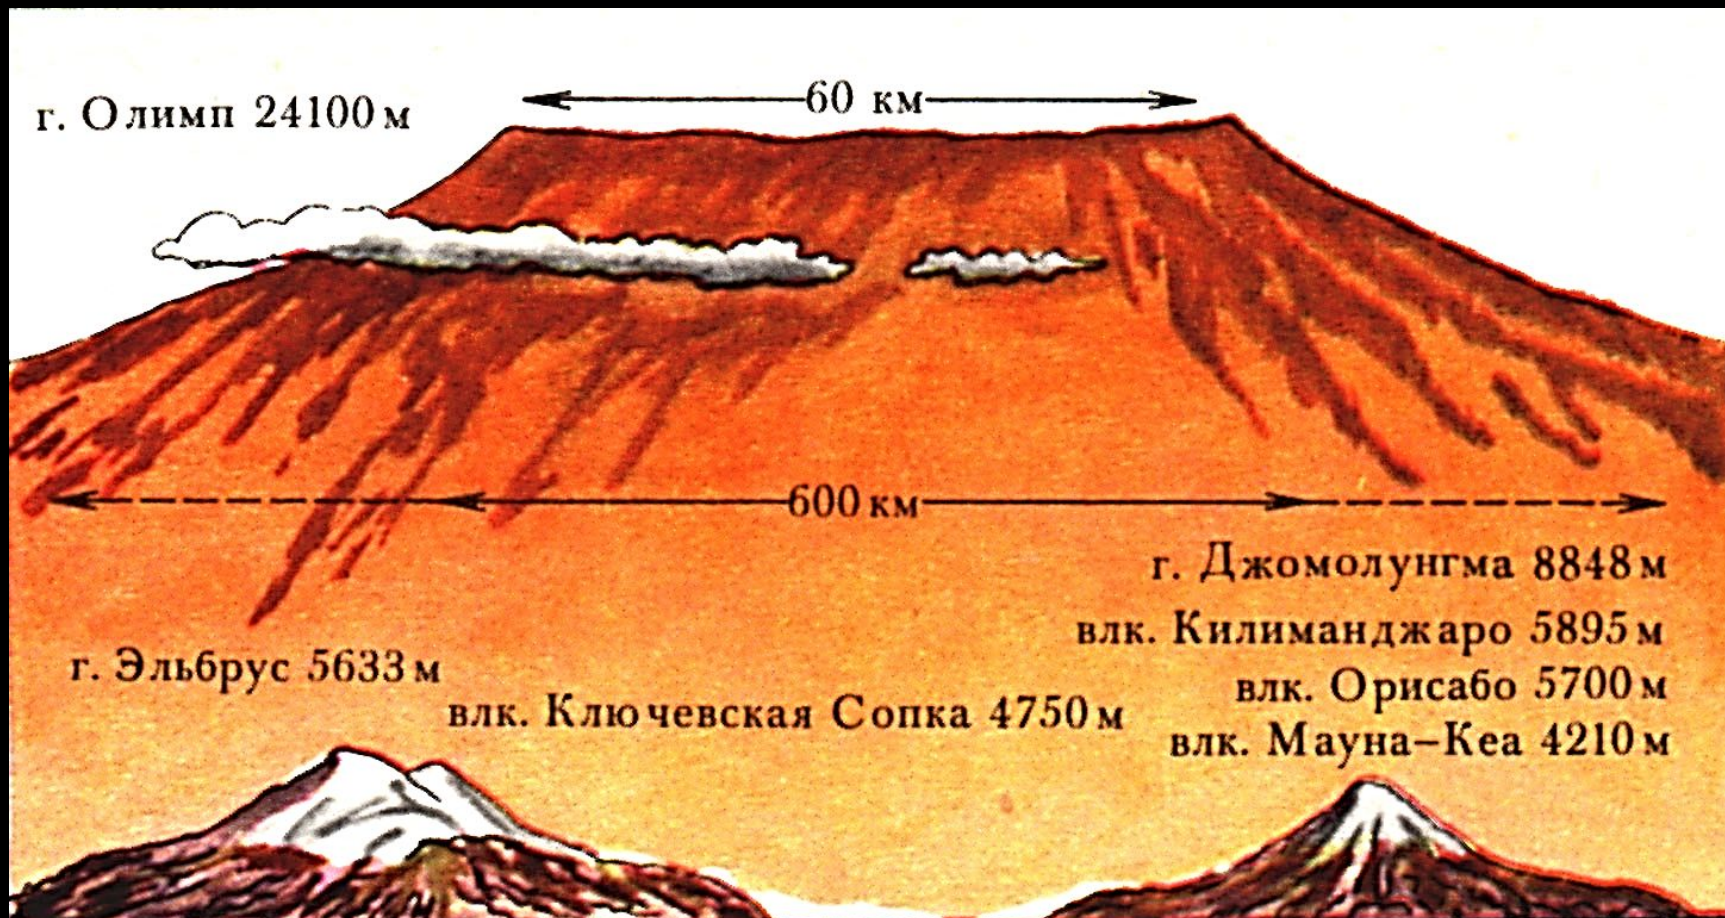 60 км
г. Олимп 24100 м
600 км
г. Джомолунгма 8848 м
влк. Килиманджаро 5895 м
г. Эльбрус 5633 м
влк. Орисабо 5700 м
влк. Ключевская Сопка 4750 м
влк. Мауна-Кеа 4210 м